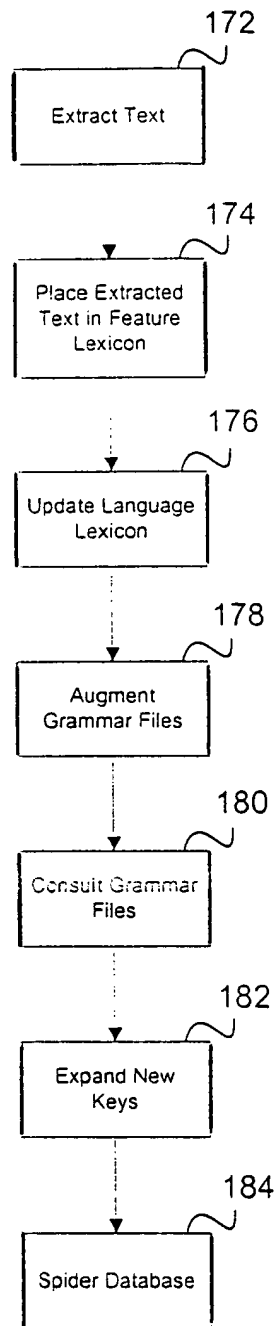 172
Extract Text
174
Place Extracted
Text in Feature
Lexicon
176
Update Language
Lexicon
178
Augment
Grammar Files
180
Consult Grammar
Files
182
Expand New
Keys
184
Spider Database